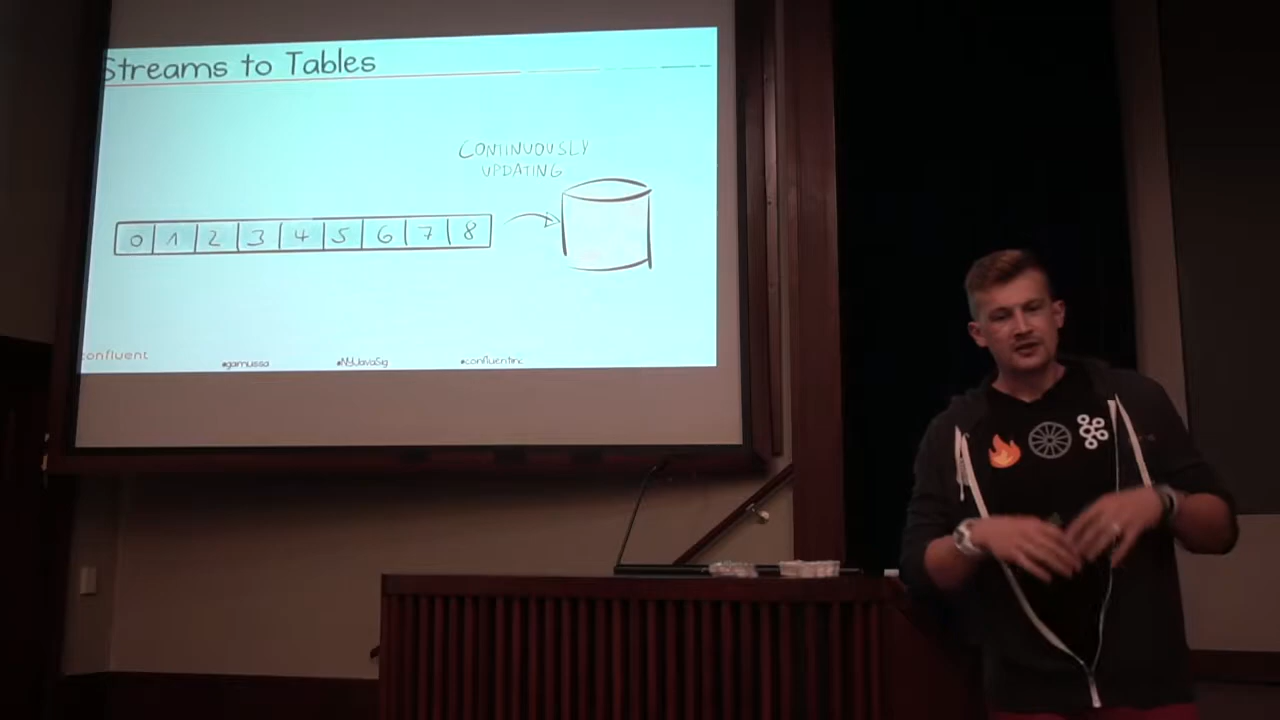 Streams to Tables
CONTINUOUSLY
UPDATING
0 1 2 3 4 5 6 7 8
confluent
@gamussa
#NYJavaSig
@confluentinc